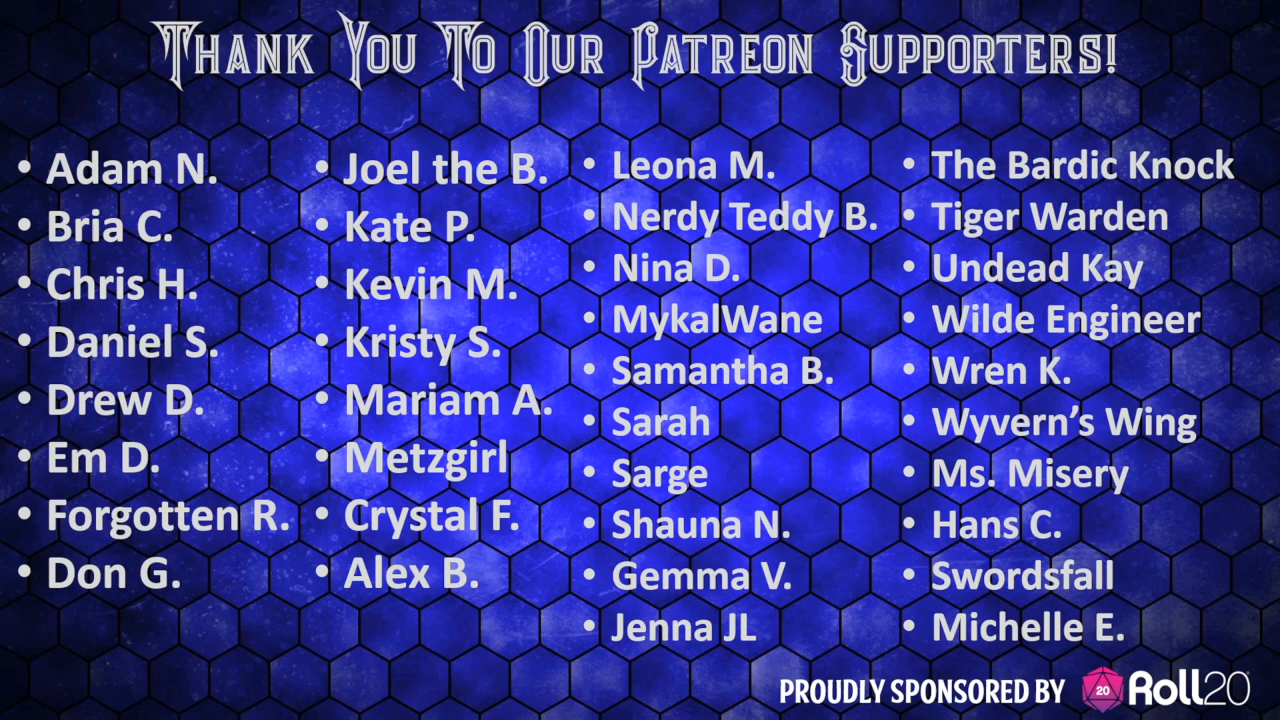 Thank You To Our Patreon Supporters!
• Adam N.
• Bria C.
• Chris H.
• Daniel S.
• Drew D.
• Em D.
• Forgotten R.
• Don G.
• Joel the B.
• Kate P.
• Kevin M.
• Kristy S.
• Mariam A.
• Metzgirl
• Crystal F.
• Alex B.
• Leona M.
• Nerdy Teddy B.
• Nina D.
• MykalWane
• Samantha B.
• Sarah
• Sarge
• Shauna N.
• Gemma V.
• Jenna JL
• The Bardic Knock
• Tiger Warden
• Undead Kay
• Wilde Engineer
• Wren K.
• Wyvern’s Wing
• Ms. Misery
• Hans C.
• Swordsfall
• Michelle E.
PROUDLY SPONSORED BY 20 Roll20